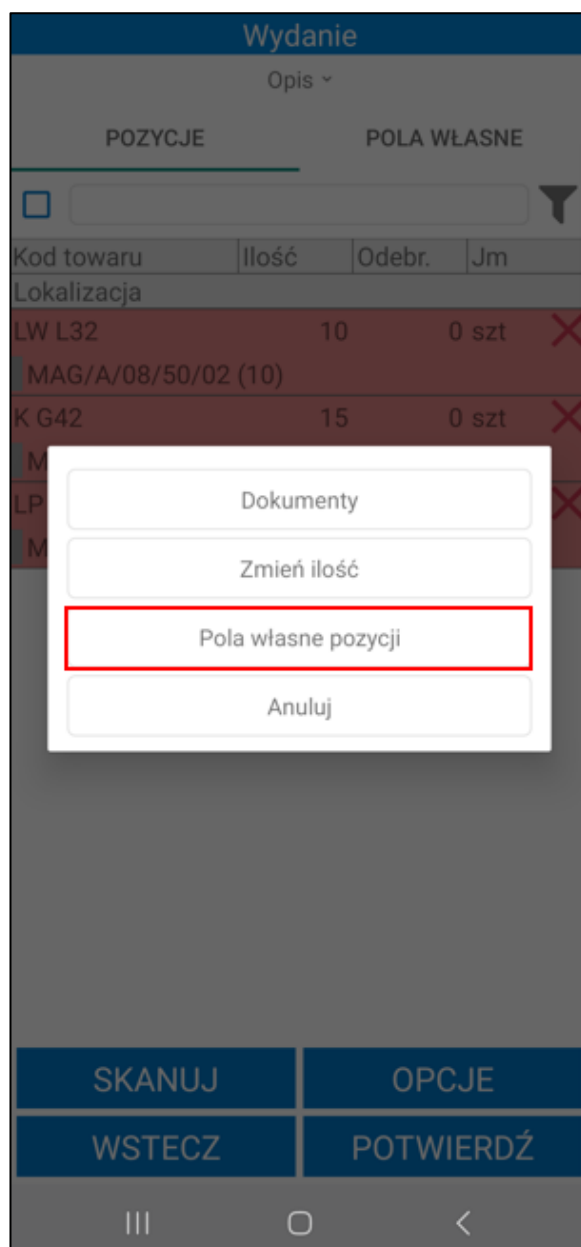 Wydanie
Opis
POZYCJE POLA WŁASNE
Kod towaru Ilość Odebr. Jm
Lokalizacja
LW L32 10 0 szt
MAG/A/08/50/02 (10)
K G42 15 0 szt
M
LP
M
Dokumenty
Zmień ilość
Pola własne pozycji
Anuluj
SKANUJ OPCJE
WSTECZ POTWIERDŹ